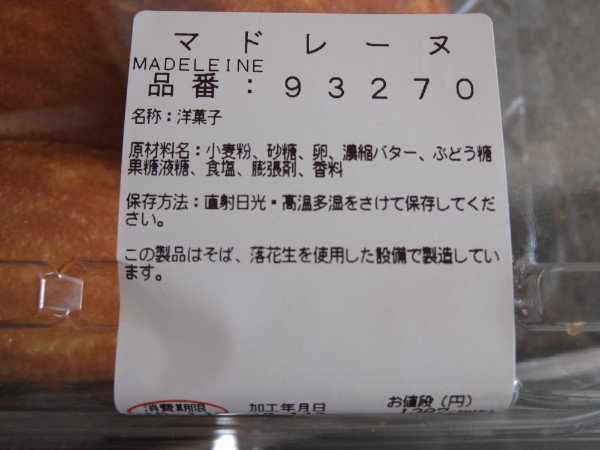 マドレーヌ
MADELEINE
品番:93270
名称:洋菓子
原材料名:小麦粉、砂糖、卵、濃縮バター、ぶどう糖
果糖液糖、食塩、膨張剤、香料
保存方法:直射日光・高温多湿をさけて保存してくだ
さい。
この製品はそば、落花生を使用した設備で製造してい
ます。
消費期限 加工年月日 お値段(円)